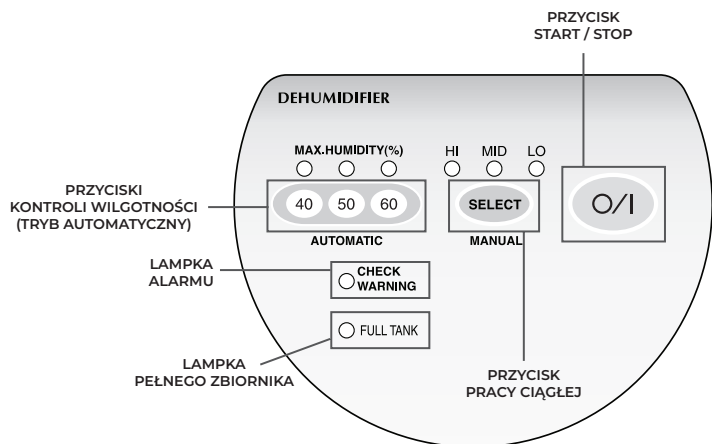 PRZYCISK
START / STOP
DEHUMIDIFIER
MAX.HUMIDITY(%)
HI MID LO
40 50 60
SELECT
O/I
AUTOMATIC
MANUAL
PRZYCISKI
KONTROLI WILGOTNOŚCI
(TRYB AUTOMATYCZNY)
LAMPKA
ALARMU
CHECK
WARNING
FULL TANK
LAMPKA
PEŁNEGO ZBIORNIKA
PRZYCISK
PRACY CIĄGŁEJ